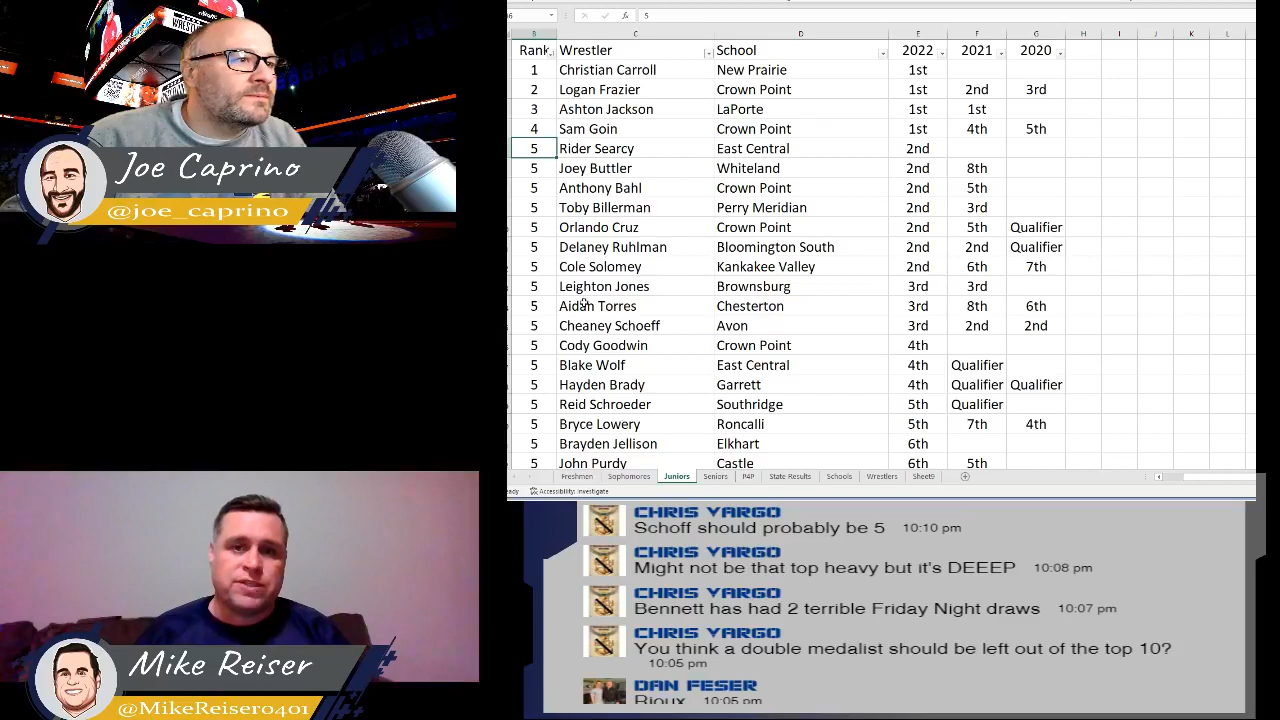 Joe Caprino
@joe_caprino
Mike Reiser
@MikeReiser0401
5
Rank Wrestler School 2022 2021 2020
1 Christian Carroll New Prairie 1st
2 Logan Frazier Crown Point 1st 2nd 3rd
3 Ashton Jackson LaPorte 1st 1st
4 Sam Goin Crown Point 1st 4th 5th
5 Rider Searcy East Central 2nd
5 Joey Buttler Whiteland 2nd 8th
5 Anthony Bahl Crown Point 2nd 5th
5 Toby Billerman Perry Meridian 2nd 3rd
5 Orlando Cruz Crown Point 2nd 5th Qualifier
5 Delaney Ruhlman Bloomington South 2nd 2nd Qualifier
5 Cole Solomey Kankakee Valley 2nd 6th 7th
5 Leighton Jones Brownsburg 3rd 3rd
5 Aidan Torres Chesterton 3rd 8th 6th
5 Cheaney Schoeff Avon 3rd 2nd 2nd
5 Cody Goodwin Crown Point 4th
5 Blake Wolf East Central 4th Qualifier
5 Hayden Brady Garrett 4th Qualifier Qualifier
5 Reid Schroeder Southridge 5th Qualifier
5 Bryce Lowery Roncalli 5th 7th 4th
5 Brayden Jellison Elkhart 6th
5 John Purdy Castle 6th 5th
Freshmen Sophomores Juniors Seniors P4P State Results Schools Wrestlers Sheet9
Accessibility: Investigate
CHRIS VARGO
Schoff should probably be 5 10:10 pm
CHRIS VARGO
Might not be that top heavy but it's DEEEP 10:08 pm
CHRIS VARGO
Bennett has had 2 terrible Friday Night draws 10:07 pm
CHRIS VARGO
You think a double medalist should be left out of the top 10?
10:05 pm
DAN FESER
Rioux 10:05 pm